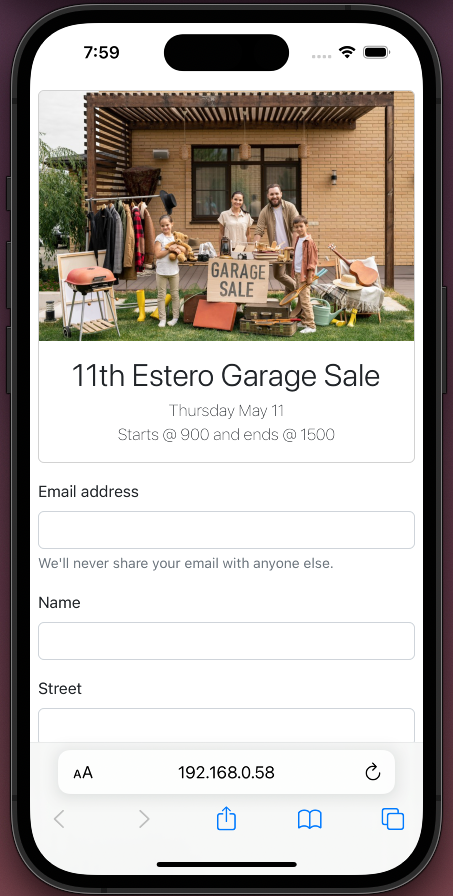 7:59
GARAGE
SALE
11th Estero Garage Sale
Thursday May 11
Starts @ 900 and ends @ 1500
Email address
We'll never share your email with anyone else.
Name
Street
AA 192.168.0.58